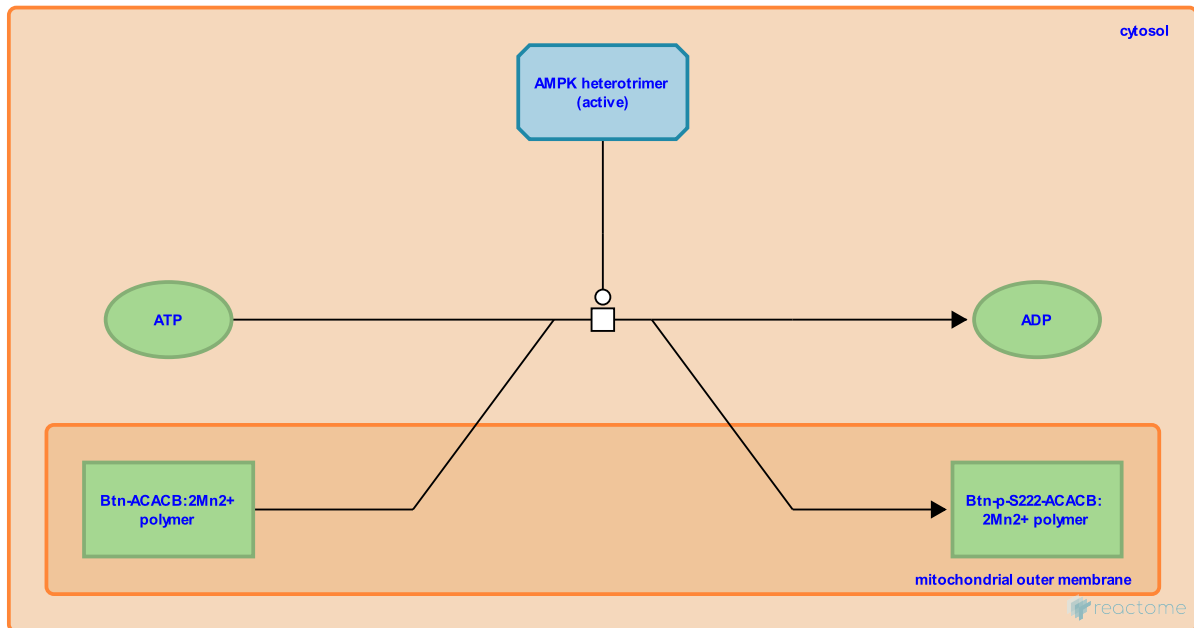 cytosol
AMPK heterotrimer
(active)
ATP
ADP
Btn-ACACB:2Mn2+
polymer
Btn-p-S222-ACACB:
2Mn2+ polymer
mitochondrial outer membrane
reactome